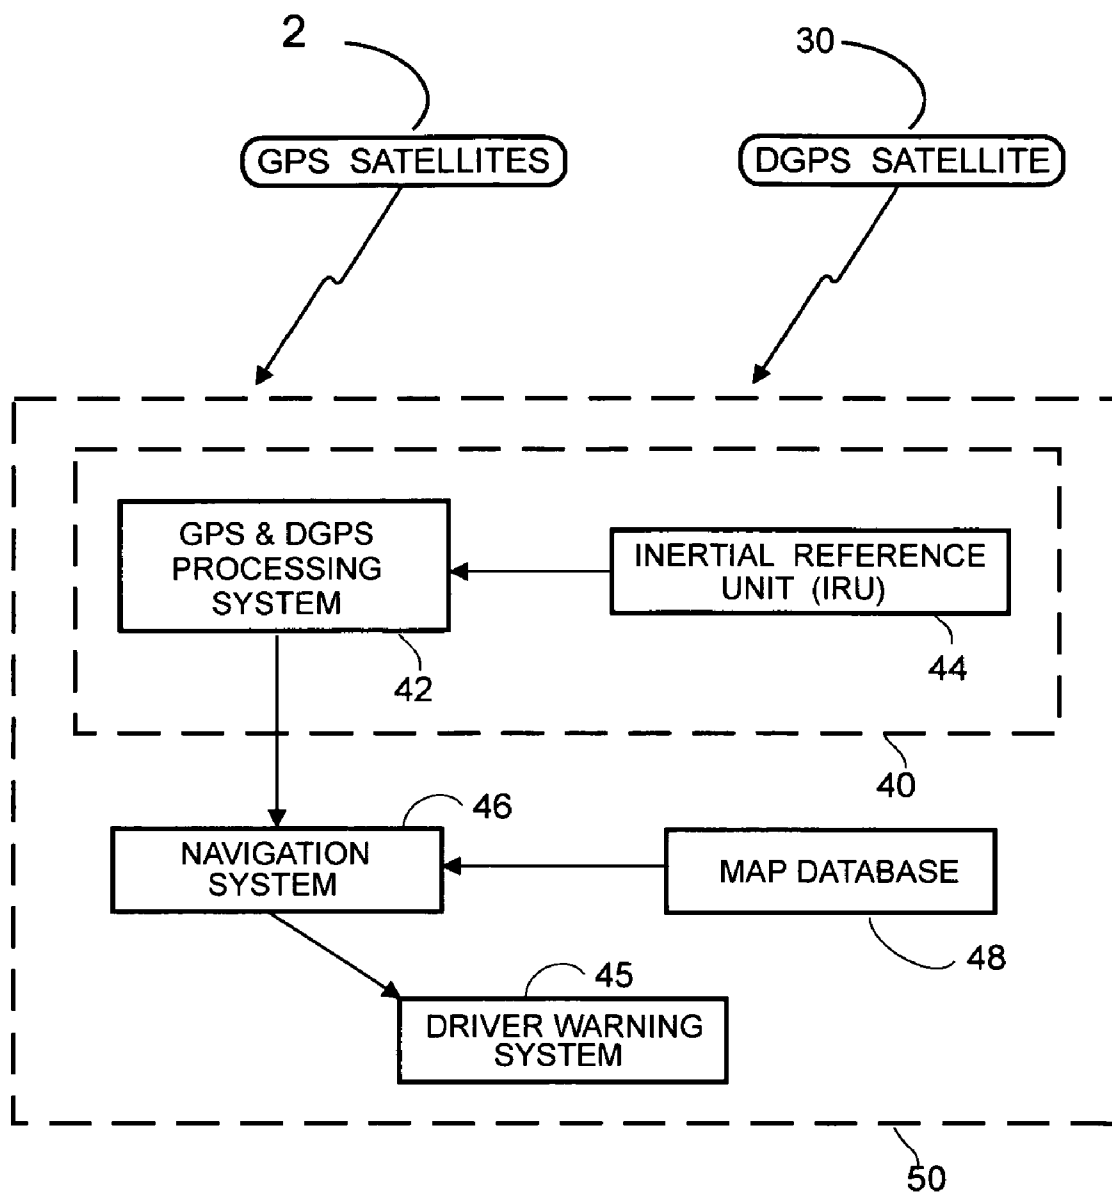 2
30
GPS SATELLITES
DGPS SATELLITE
GPS & DGPS
PROCESSING
SYSTEM
INERTIAL REFERENCE
UNIT (IRU)
42
44
40
46
NAVIGATION
SYSTEM
MAP DATABASE
48
45
DRIVER WARNING
SYSTEM
50